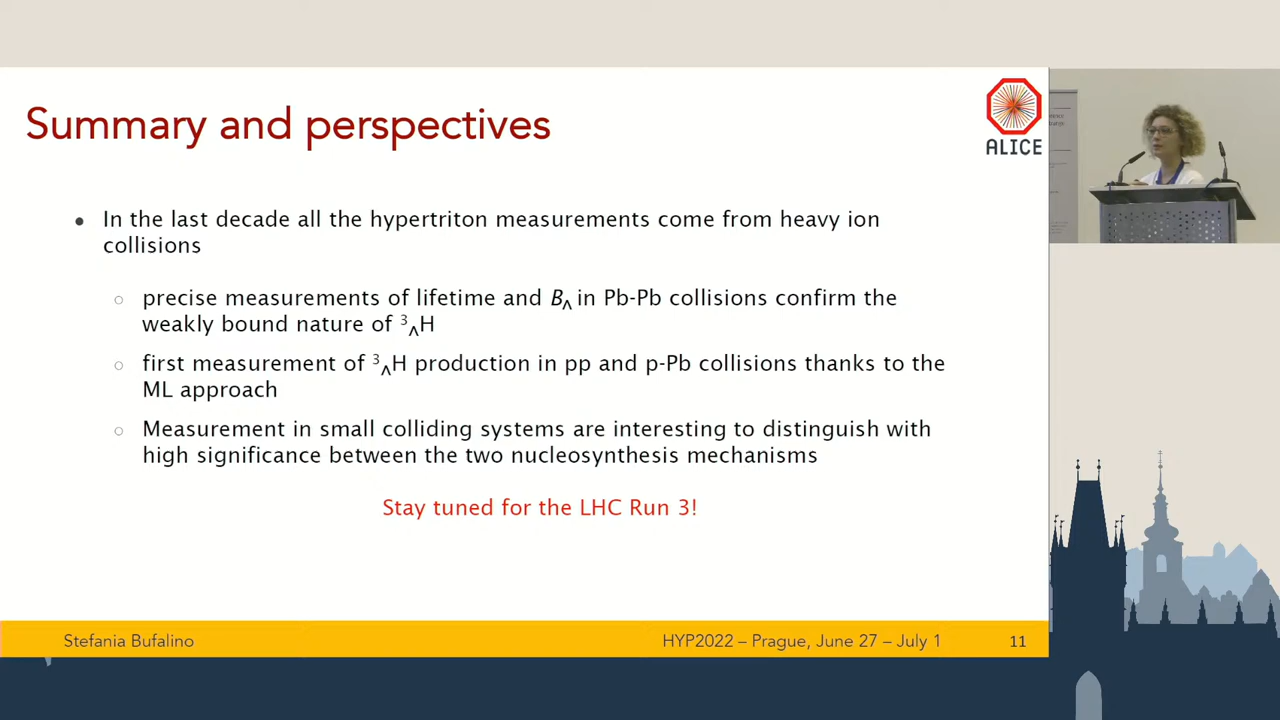 Summary and perspectives
ALICE
• In the last decade all the hypertriton measurements come from heavy ion
collisions
○ precise measurements of lifetime and BΛ in Pb-Pb collisions confirm the
weakly bound nature of ³ΛH
○ first measurement of ³ΛH production in pp and p-Pb collisions thanks to the
ML approach
○ Measurement in small colliding systems are interesting to distinguish with
high significance between the two nucleosynthesis mechanisms
Stay tuned for the LHC Run 3!
Stefania Bufalino
HYP2022 – Prague, June 27 – July 1
11